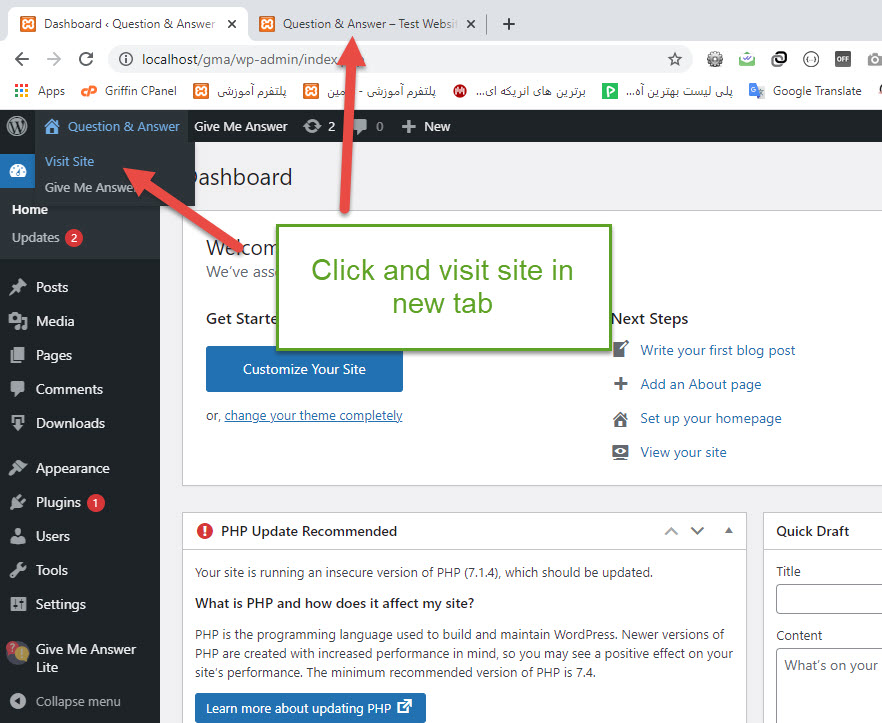 Dashboard ‹ Question & Answer
Question & Answer – Test Websit
localhost/gma/wp-admin/index
OFF
Apps
cP Griffin CPanel
پلتفرم آموزشی
پلتفرم آموزشی - ...مین
برترین های انریکه ای...
پلی لیست بهترین آه...
Google Translate
Question & Answer
Give Me Answer
2
0
New
Visit Site
Give Me Answe
Dashboard
Home
Updates 2
Posts
Media
Pages
Comments
Downloads
Appearance
Plugins 1
Users
Tools
Settings
Give Me Answer
Lite
Collapse menu
Welcom
We've ass
Click and visit site in
new tab
Get Starte
Customize Your Site
or, change your theme completely
Next Steps
Write your first blog post
Add an About page
Set up your homepage
View your site
PHP Update Recommended
Your site is running an insecure version of PHP (7.1.4), which should be updated.
What is PHP and how does it affect my site?
PHP is the programming language used to build and maintain WordPress. Newer versions of
PHP are created with increased performance in mind, so you may see a positive effect on your
site's performance. The minimum recommended version of PHP is 7.4.
Learn more about updating PHP
Quick Draft
Title
Content
What's on your